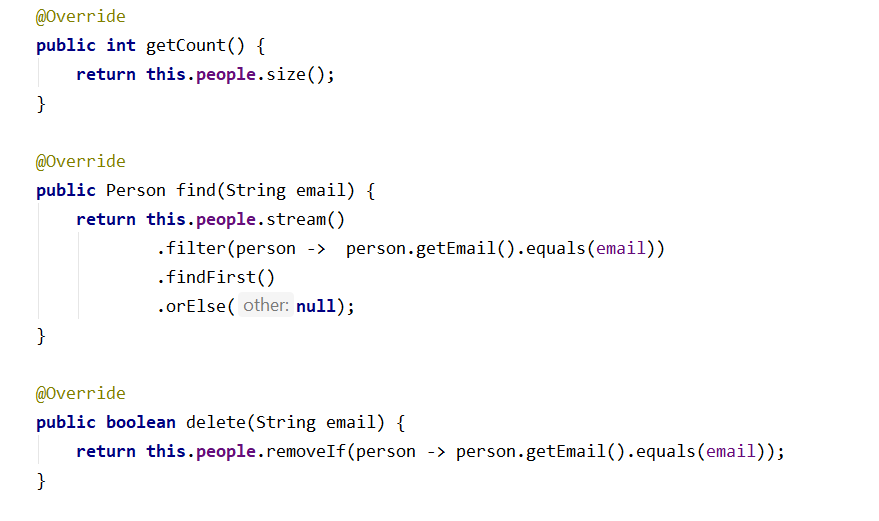 @Override
public int getCount() {
    return this.people.size();
}

@Override
public Person find(String email) {
    return this.people.stream()
            .filter(person ->  person.getEmail().equals(email))
            .findFirst()
            .orElse( other: null);
}

@Override
public boolean delete(String email) {
    return this.people.removeIf(person -> person.getEmail().equals(email));
}